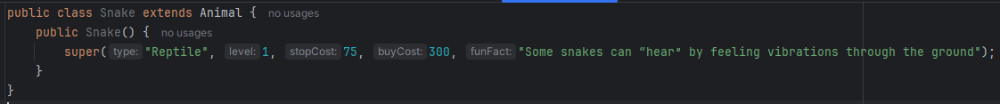 public class Snake extends Animal { no usages
public Snake() { no usages
super( type: "Reptile", level: 1, stopCost: 75, buyCost: 300, funFact: "Some snakes can “hear” by feeling vibrations through the ground");
}
}